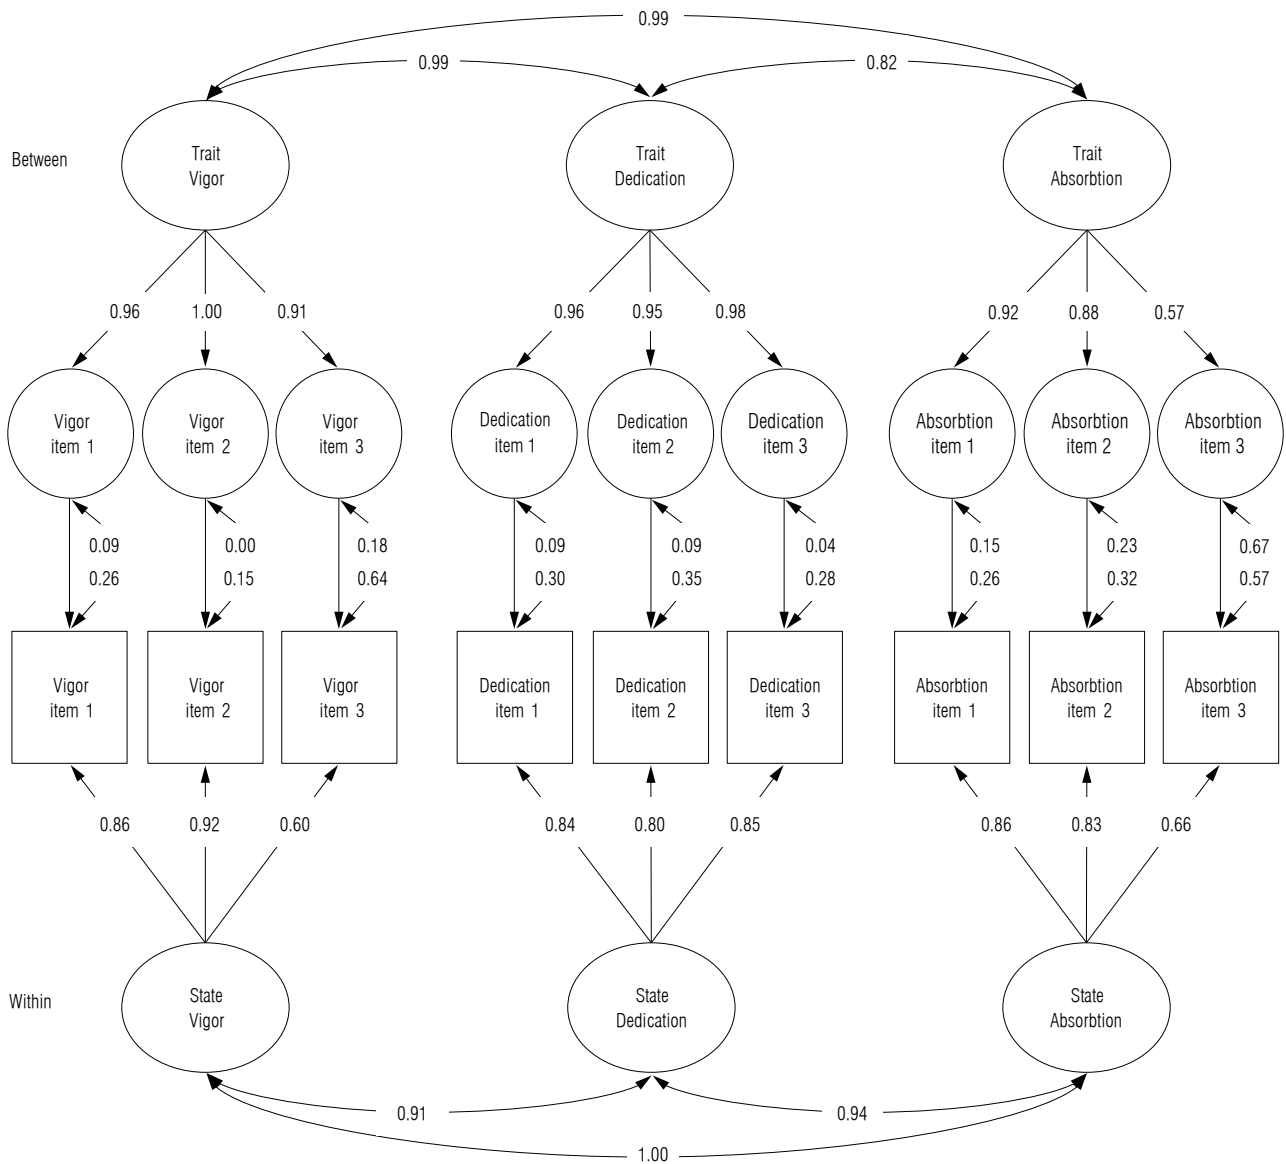 0.99
0.99
0.82
Between
Trait
Vigor
Trait
Dedication
Trait
Absorbtion
0.96
1.00
0.91
0.96
0.95
0.98
0.92
0.88
0.57
Vigor
item 1
Vigor
item 2
Vigor
item 3
Dedication
item 1
Dedication
item 2
Dedication
item 3
Absorbtion
item 1
Absorbtion
item 2
Absorbtion
item 3
0.09
0.00
0.18
0.09
0.09
0.04
0.15
0.23
0.67
0.26
0.15
0.64
0.30
0.35
0.28
0.26
0.32
0.57
Vigor
item 1
Vigor
item 2
Vigor
item 3
Dedication
item 1
Dedication
item 2
Dedication
item 3
Absorbtion
item 1
Absorbtion
item 2
Absorbtion
item 3
0.86
0.92
0.60
0.84
0.80
0.85
0.86
0.83
0.66
Within
State
Vigor
State
Dedication
State
Absorbtion
0.91
0.94
1.00